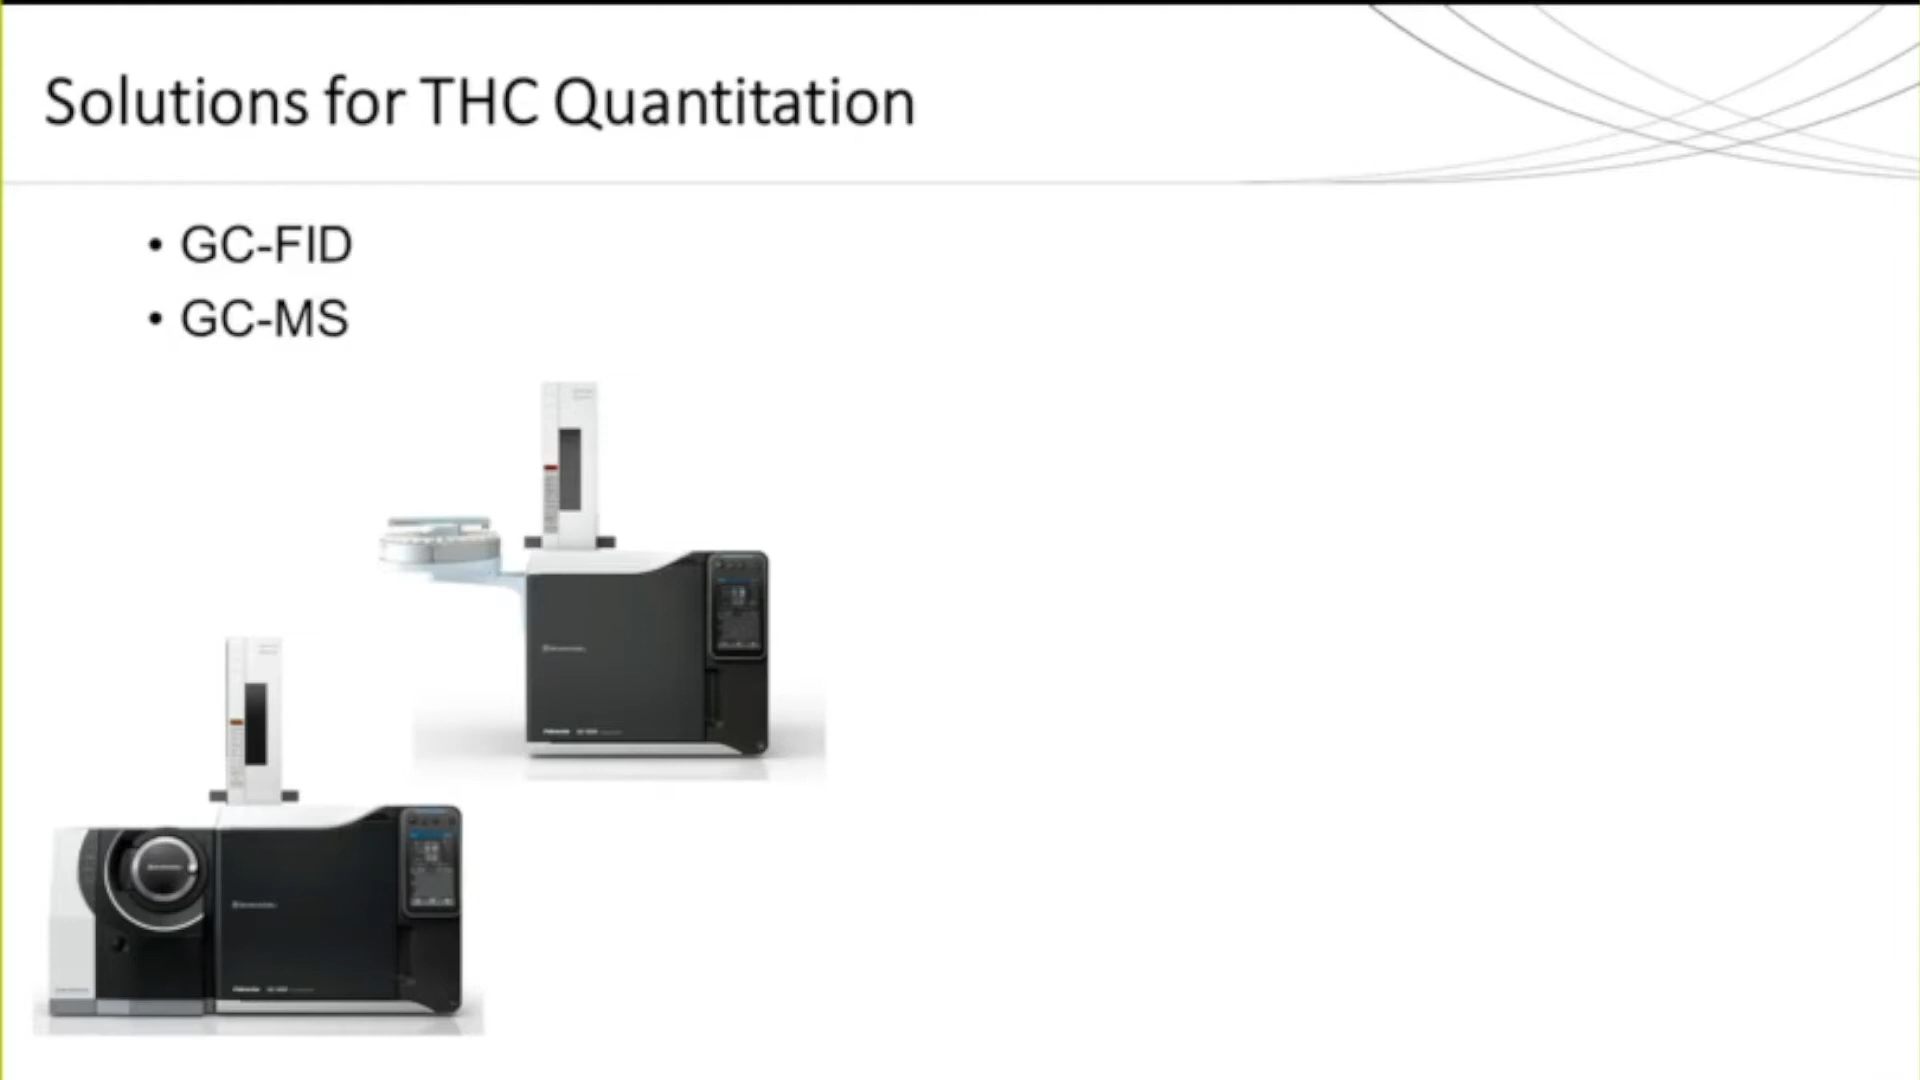 Solutions for THC Quantitation
• GC-FID
• GC-MS